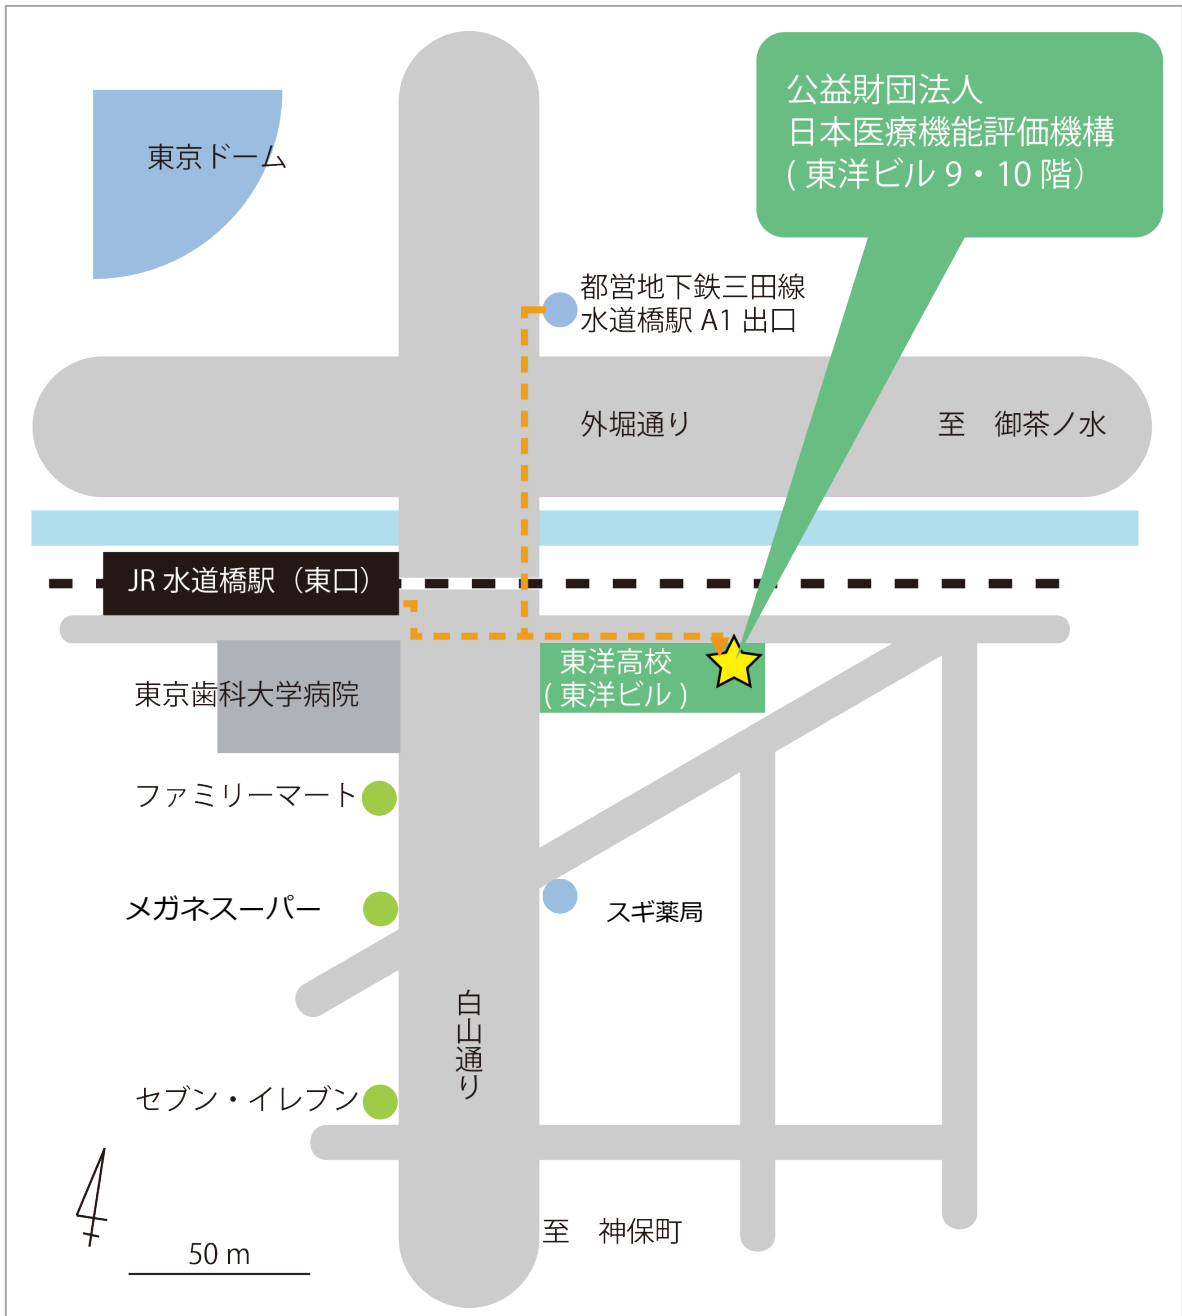 公益財団法人
日本医療機能評価機構
( 東洋ビル 9・10 階）
東京ドーム
都営地下鉄三田線
水道橋駅 A1 出口
外堀通り
至　御茶ノ水
JR 水道橋駅（東口）
東洋高校
( 東洋ビル )
東京歯科大学病院
ファミリーマート
メガネスーパー
スギ薬局
白山通り
セブン・イレブン
至　神保町
50 m